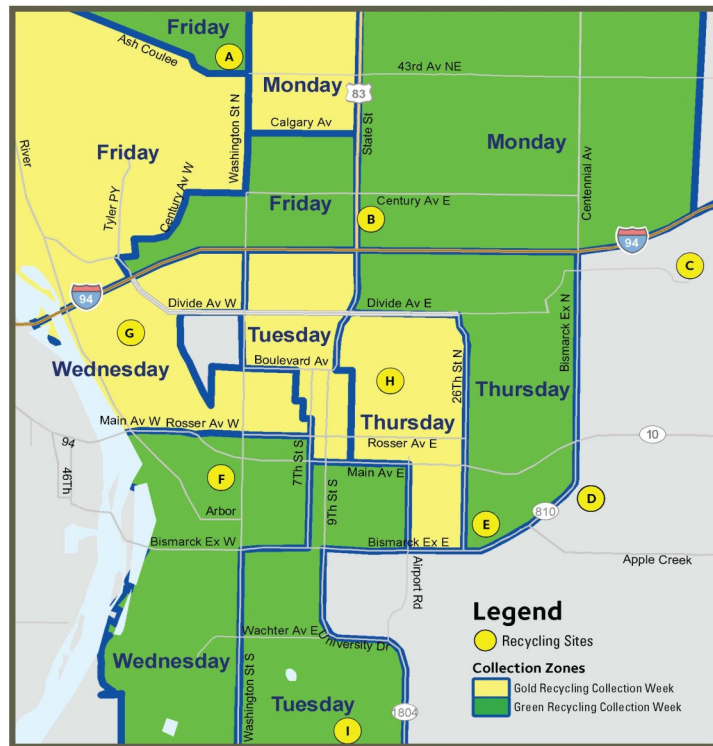 Friday
Ash Coulee
A
43rd Av NE
Washington St N
Monday
83
Calgary Av
State St
Monday
River
Friday
Tyler PY
Century Av W
Friday
Century Av E
Centennial Av
B
94
C
94
Divide Av W
Divide Av E
G
Tuesday
Bismarck Ex N
Wednesday
Boulevard Av
H
26Th St N
Thursday
Thursday
Main Av W
Rosser Av W
Rosser Av E
10
94
46Th
7Th St S
9Th St S
Main Av E
F
D
Arbor
E
810
Bismarck Ex W
Bismarck Ex E
Apple Creek
Airport Rd
Wachter Av E
University Dr
Wednesday
Washington St S
Tuesday
1804
I
Legend
Recycling Sites
Collection Zones
Gold Recycling Collection Week
Green Recycling Collection Week